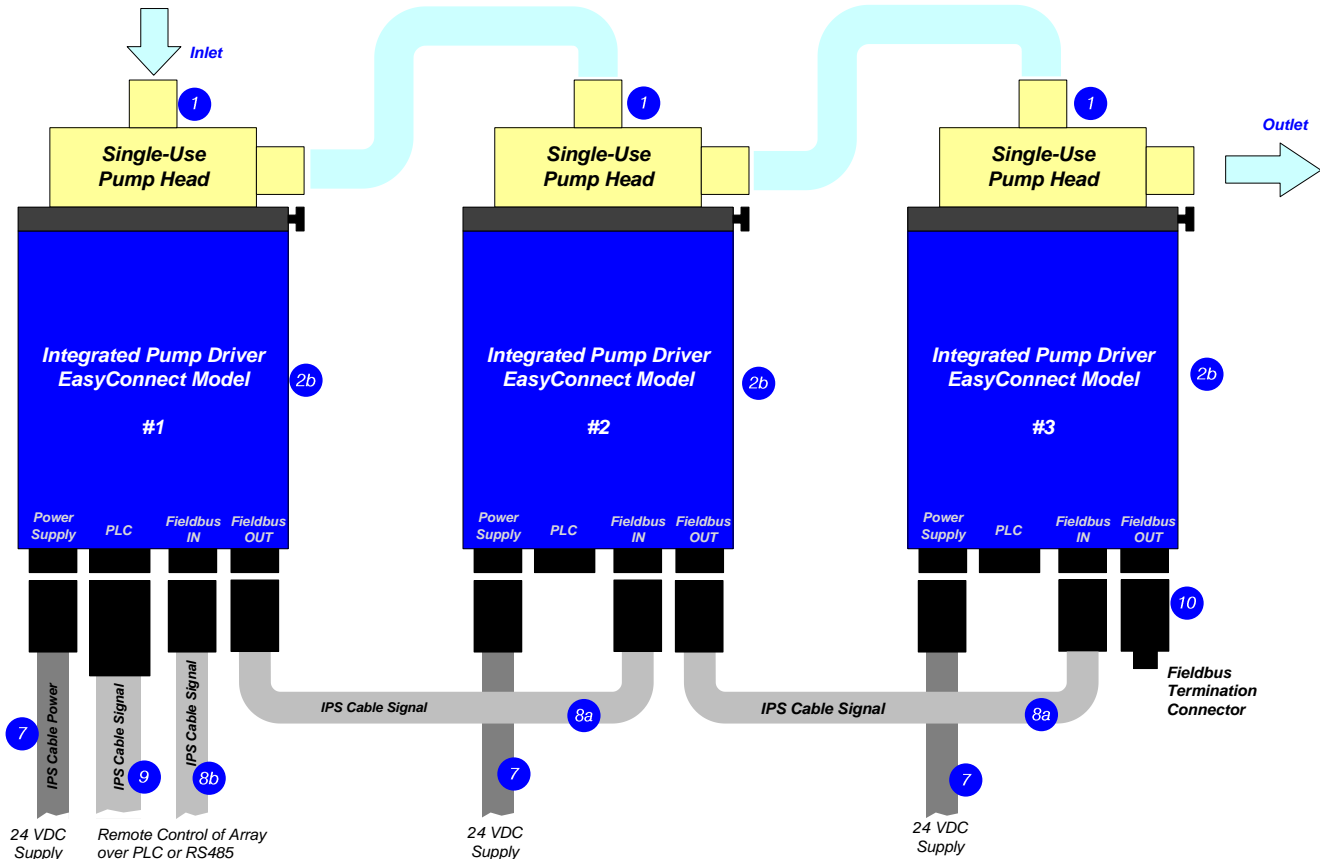 Inlet
1
1
1
Outlet
Single-Use
Pump Head
Single-Use
Pump Head
Single-Use
Pump Head
Integrated Pump Driver
EasyConnect Model
#1
2b
Integrated Pump Driver
EasyConnect Model
#2
2b
Integrated Pump Driver
EasyConnect Model
#3
2b
Power
Supply
PLC
Fieldbus
IN
Fieldbus
OUT
Power
Supply
PLC
Fieldbus
IN
Fieldbus
OUT
Power
Supply
PLC
Fieldbus
IN
Fieldbus
OUT
10
Fieldbus
Termination
Connector
7
IPS Cable Power
IPS Cable Signal
9
IPS Cable Signal
8b
IPS Cable Signal
8a
7
IPS Cable Signal
8a
7
24 VDC
Supply
Remote Control of Array
over PLC or RS485
24 VDC
Supply
24 VDC
Supply